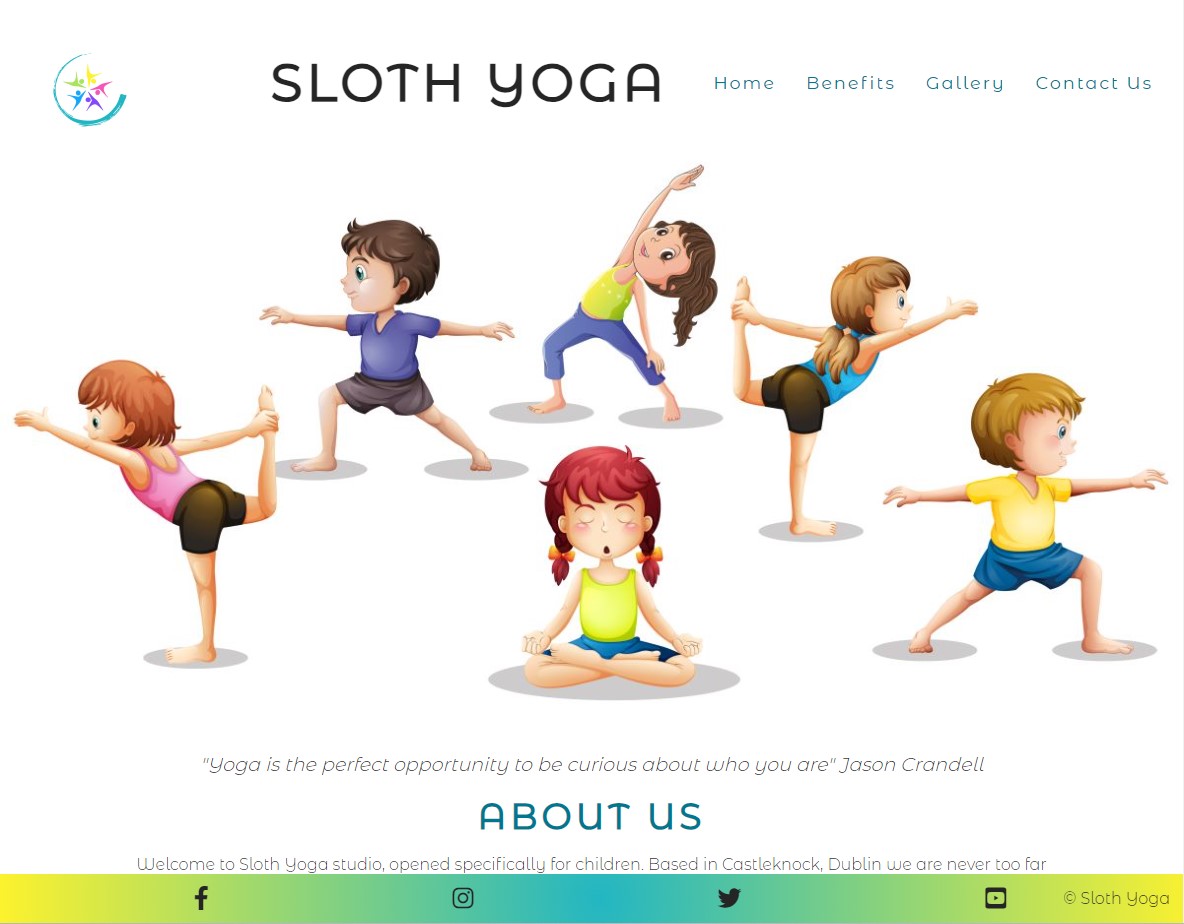 SLOTH YOGA
Home Benefits Gallery Contact Us
"Yoga is the perfect opportunity to be curious about who you are" Jason Crandell
ABOUT US
Welcome to Sloth Yoga studio, opened specifically for children. Based in Castleknock, Dublin we are never too far
© Sloth Yoga